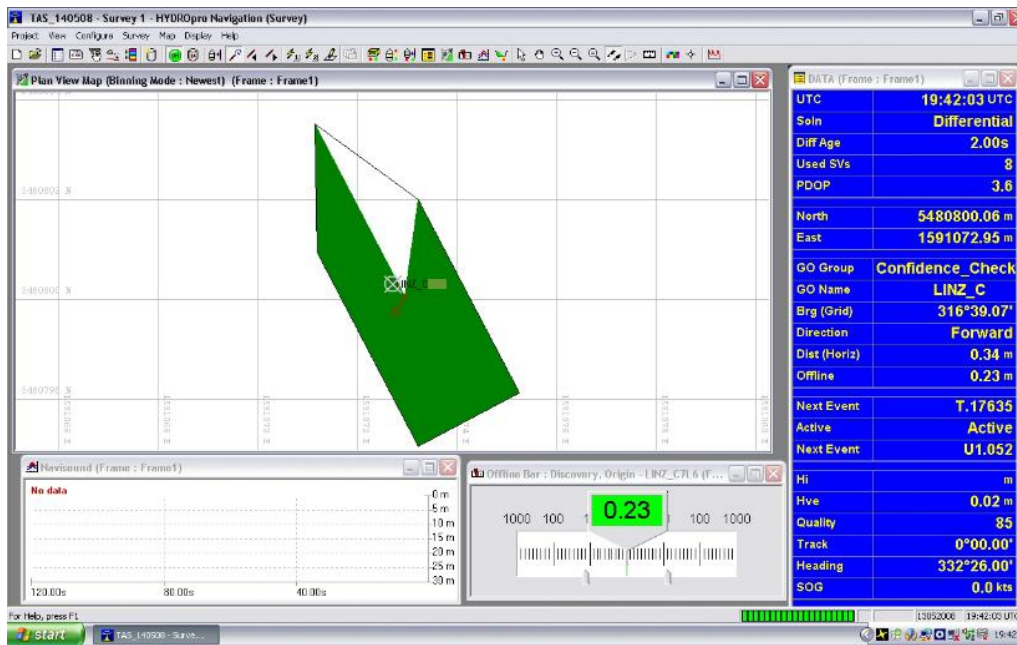 TAS_140508 - Survey 1 - HYDROpro Navigation (Survey)
Project View Configure Survey Map Display Help
Plan View Map (Binning Mode : Newest) (Frame : Frame1)
5480802 N
5480800 N
5480798 N
DATA (Frame : Frame1)
UTC 19:42:03 UTC
Soln Differential
Diff Age 2.00s
Used SVs 8
PDOP 3.6
North 5480800.06 m
East 1591072.95 m
GO Group Confidence_Check
GO Name LINZ_C
Brg (Grid) 316°39.07'
Direction Forward
Dist (Horiz) 0.34 m
Offline 0.23 m
Next Event T.17635
Active Active
Next Event U1.052
Hi m
Hve 0.02 m
Quality 85
Track 0°00.00'
Heading 332°26.00'
SOG 0.0 kts
Navisound (Frame : Frame1)
No data
0 m
5 m
10 m
15 m
20 m
25 m
30 m
120.00s 80.00s 40.00s
Offline Bar : Discovery, Origin - LINZ_C7L6 (F...
1000 100 0.23 100 1000
For Help, press F1
13052008 19:42:03 UTC
start TAS_140508 - Surve... 19:42